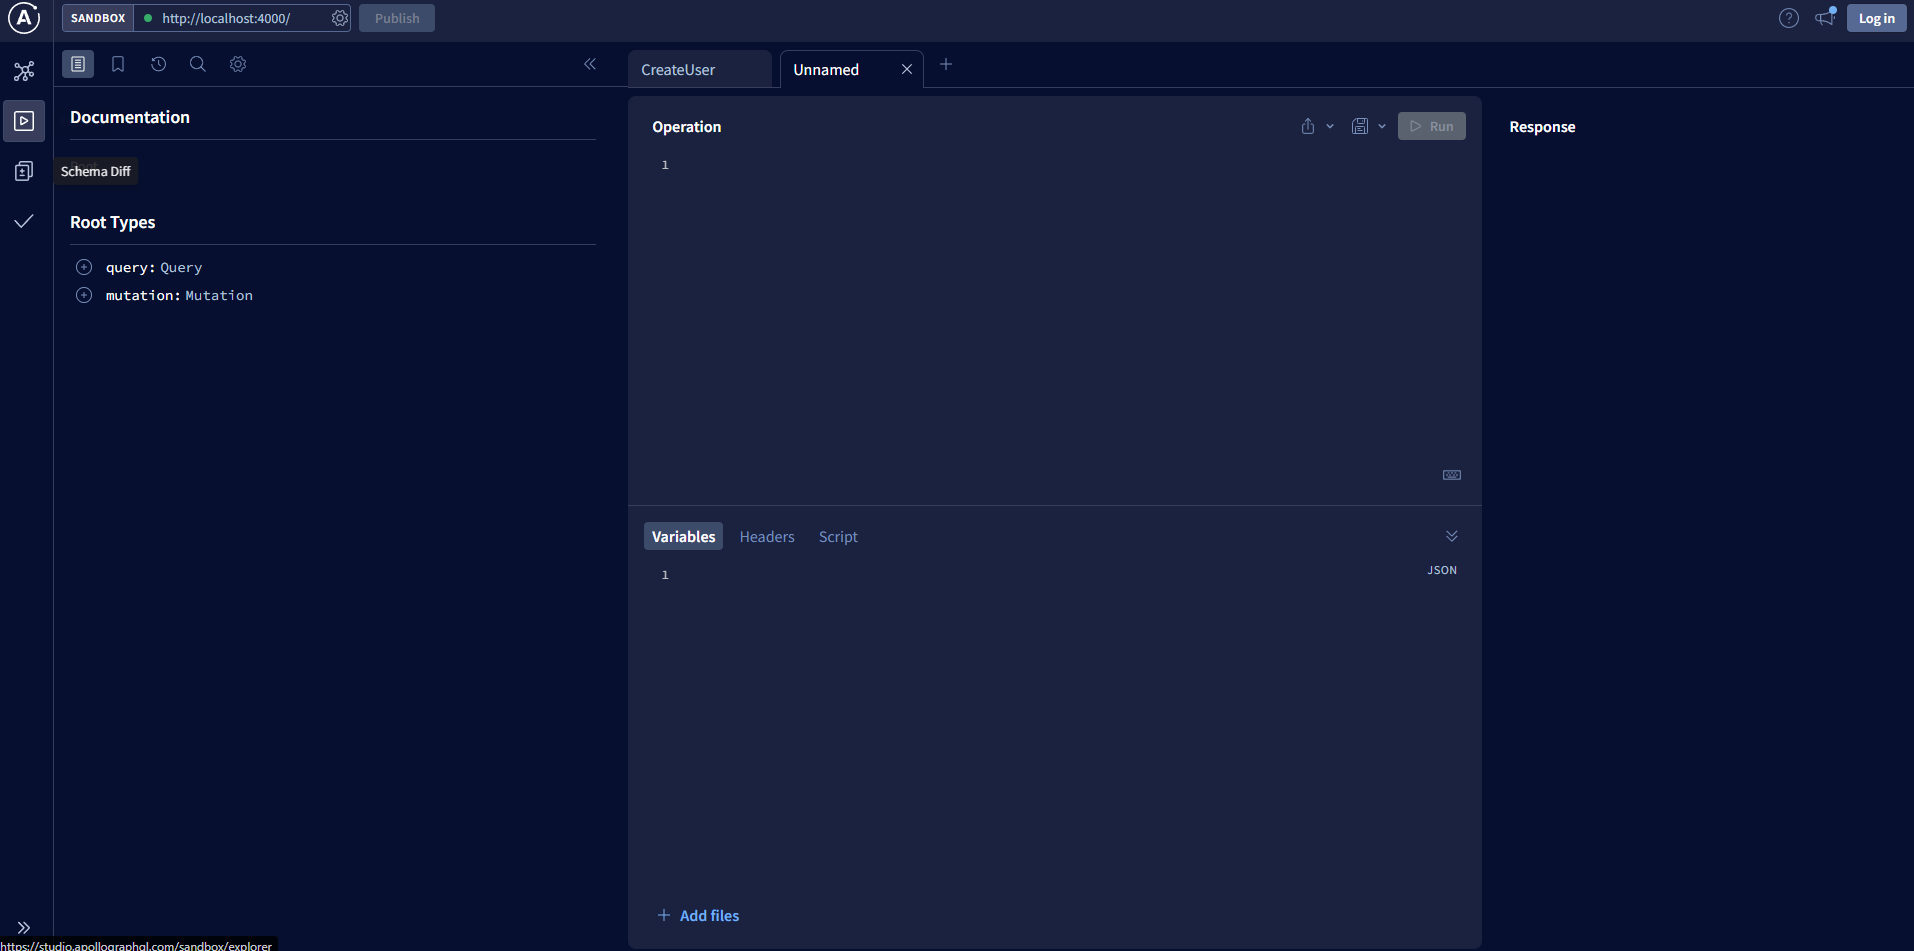 SANDBOX
http://localhost:4000/
Publish
Log in
CreateUser
Unnamed
Documentation
Operation
Run
Response
1
Schema Diff
Root Types
query: Query
mutation: Mutation
Variables
Headers
Script
1
JSON
Add files
https://studio.apollographql.com/sandbox/explorer